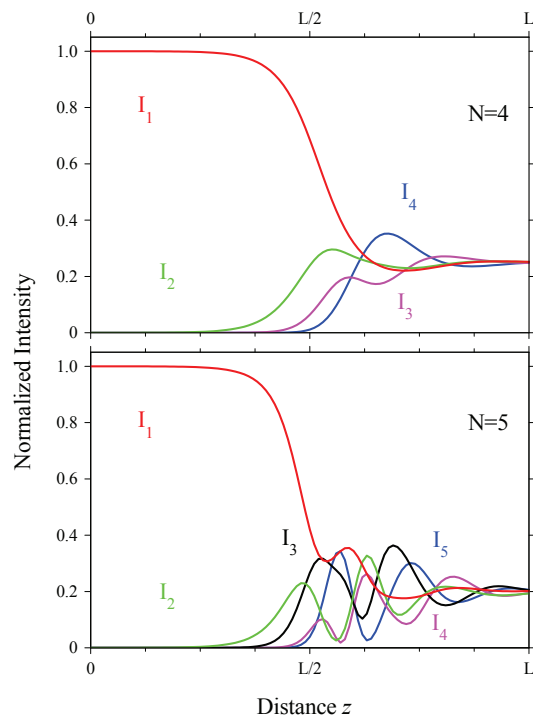 0 L/2 L
1.0
I₁ N=4
0.8
0.6
I₄
0.4
I₂
0.2 I₃
0
Normalized Intensity
1.0
I₁ N=5
0.8
0.6
0.4
I₃ I₅
I₂
0.2
I₄
0
0 L/2 L
Distance z